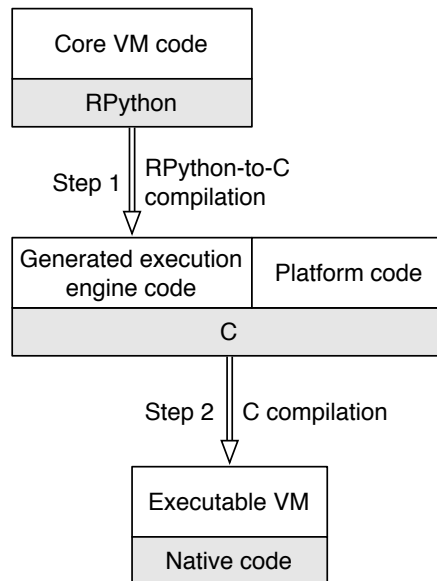 Core VM code
RPython
Step 1
RPython-to-C
compilation
Generated execution
engine code
Platform code
C
Step 2
C compilation
Executable VM
Native code